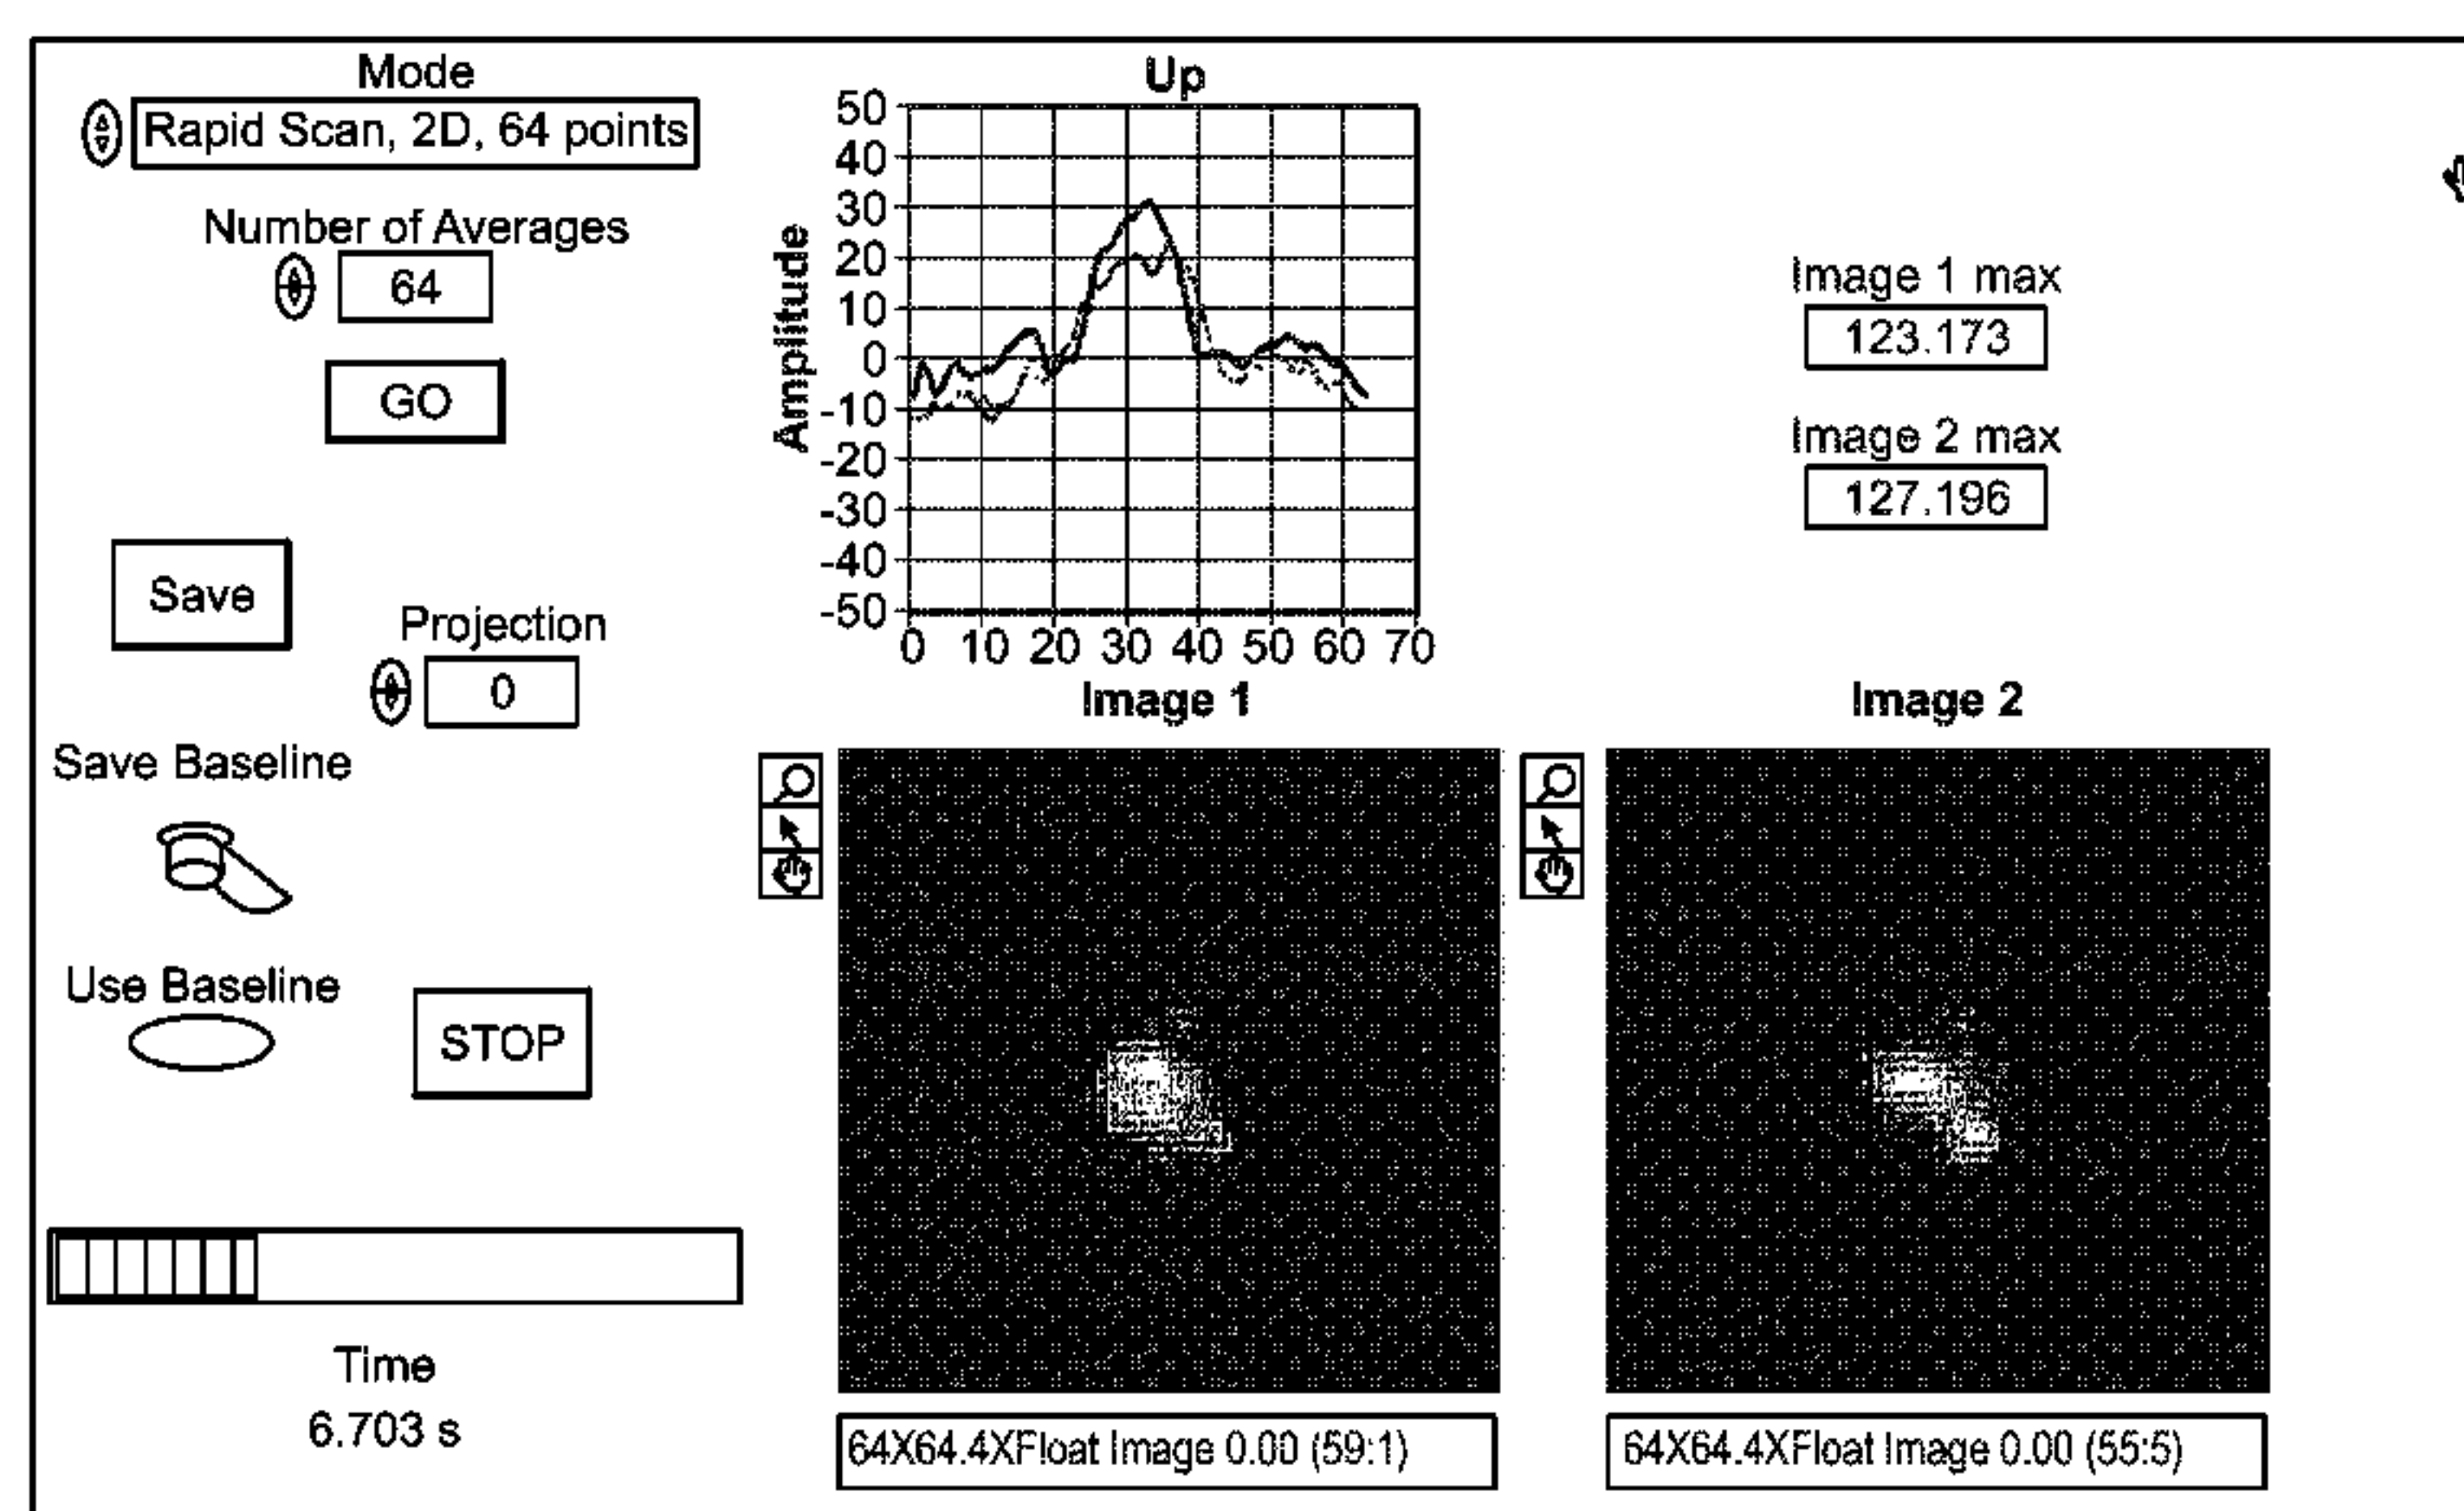 Mode
Rapid Scan, 2D, 64 points
Number of Averages
64
GO
Save
Projection
0
Save Baseline
Use Baseline
STOP
Time
6.703 s
Up
Amplitude
50
40
30
20
10
0
-10
-20
-30
-40
-50
0 10 20 30 40 50 60 70
Image 1 max
123.173
Image 2 max
127.196
Image 1
64X64.4XFloat Image 0.00 (59:1)
Image 2
64X64.4XFloat Image 0.00 (55:5)